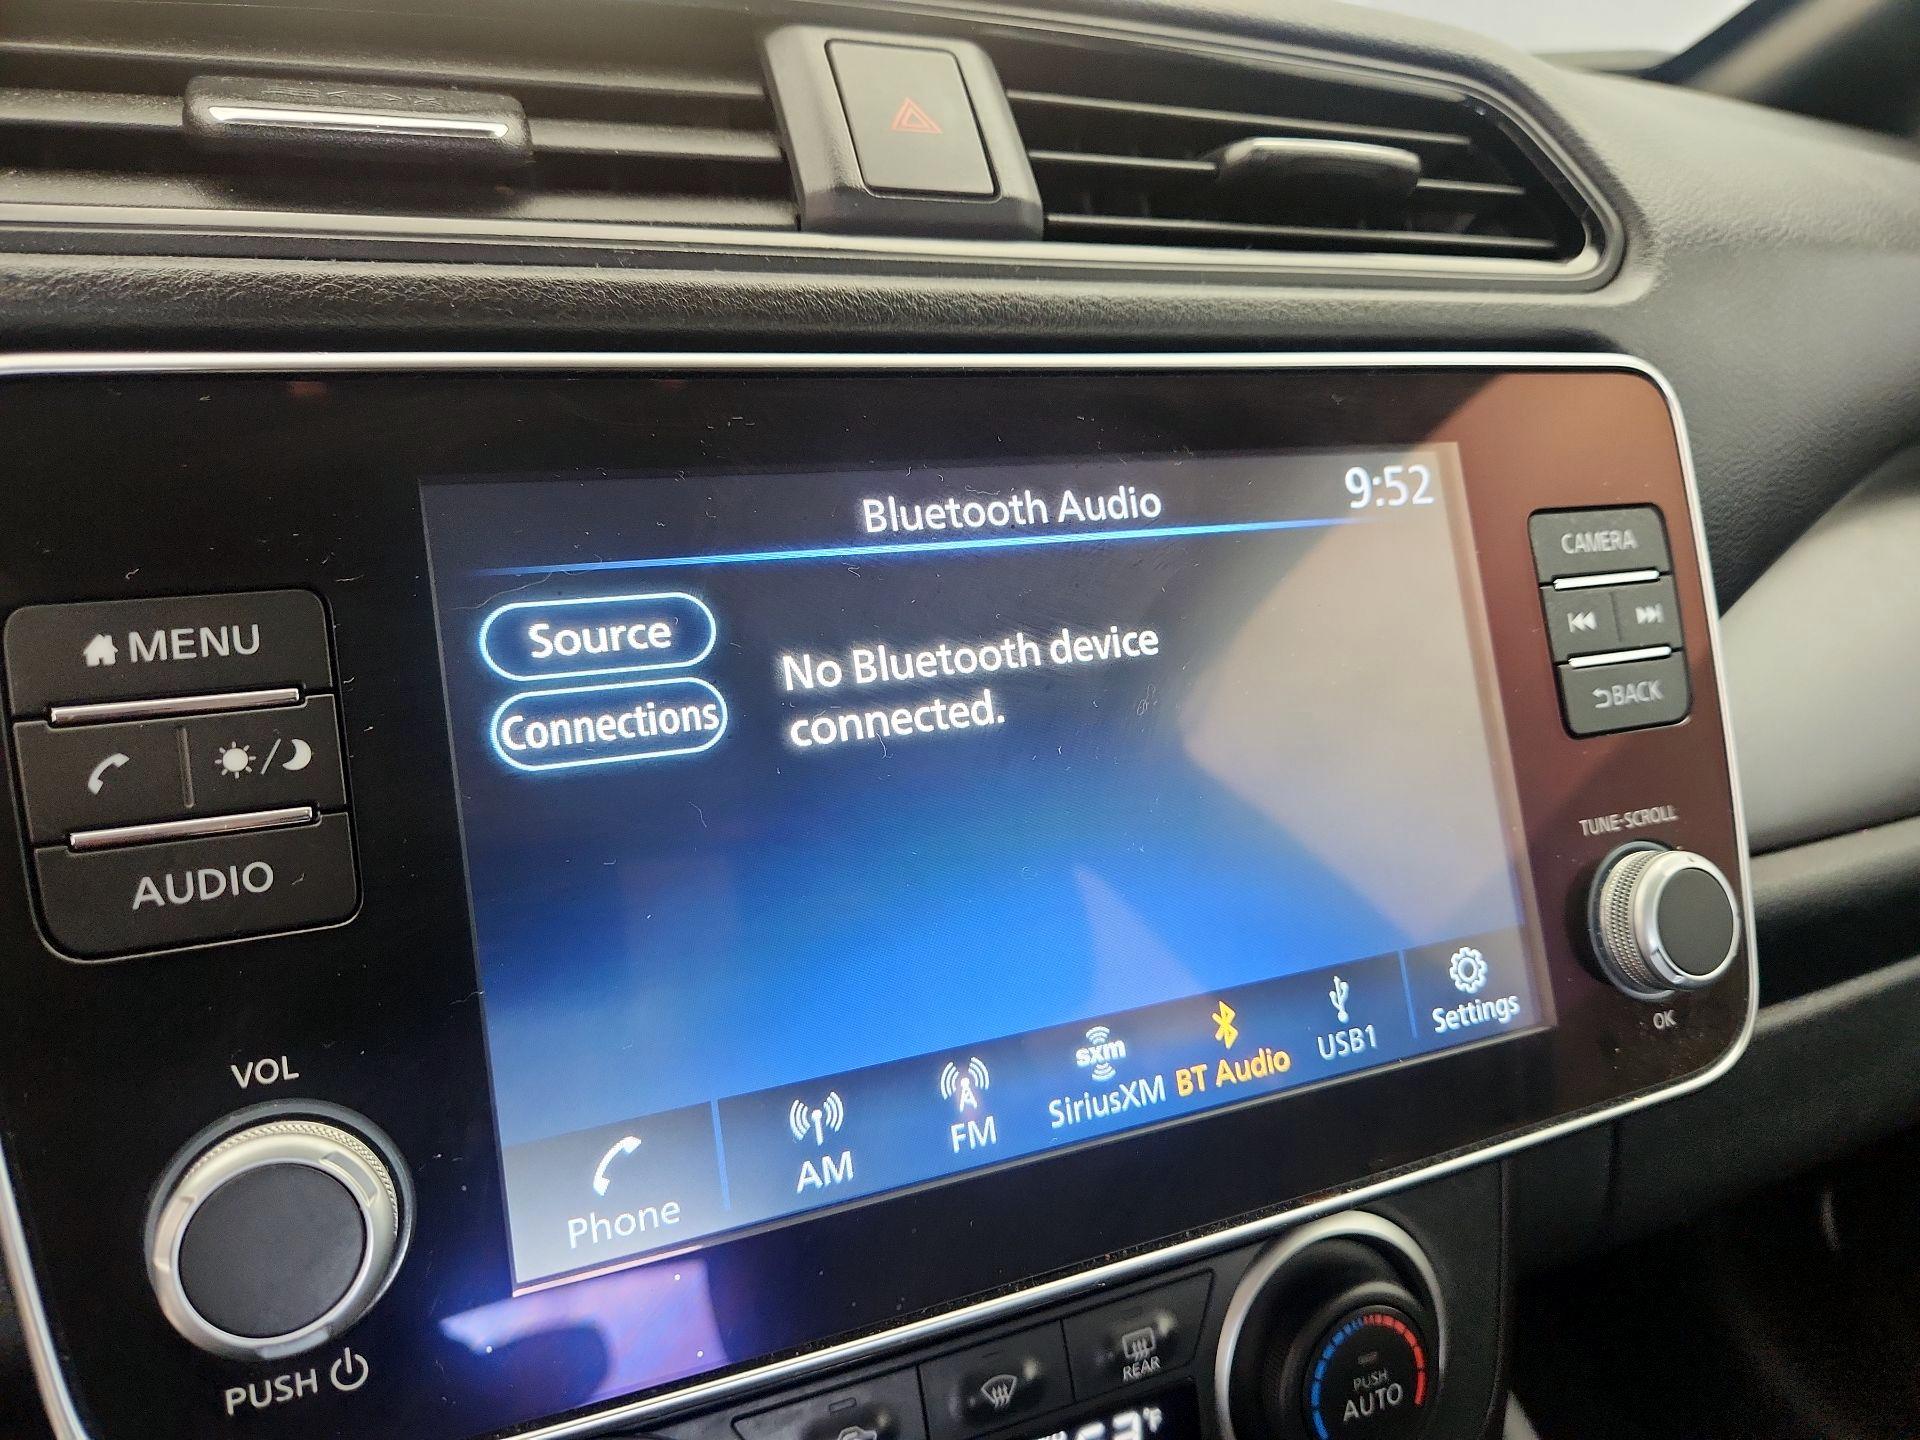 Bluetooth Audio
9:52
CAMERA
Source
No Bluetooth device
connected.
MENU
Connections
BACK
AUDIO
TUNE·SCROLL
OK
Settings
USB1
BT Audio
sxm
SiriusXM
FM
AM
Phone
VOL
PUSH
REAR
PUSH
AUTO